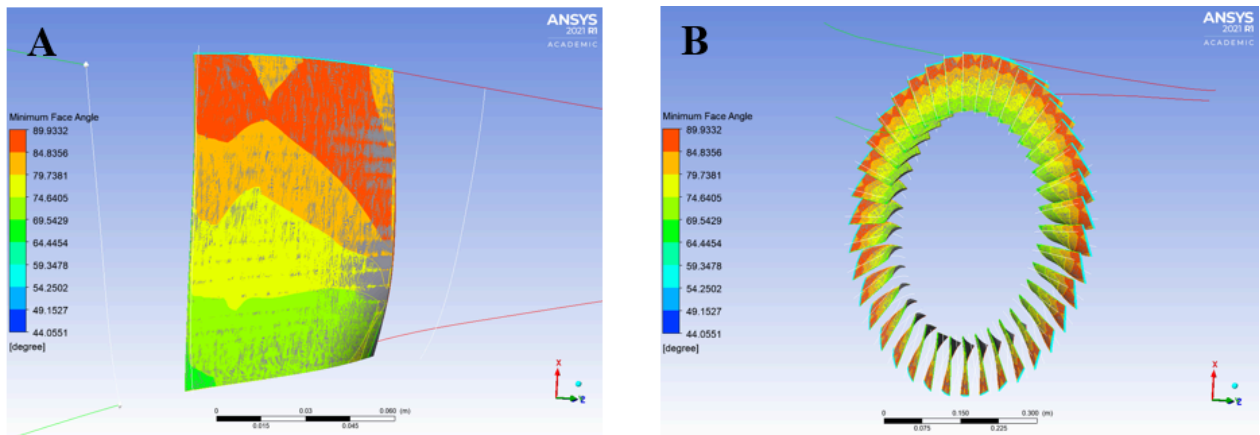 A
ANSYS
2021 R1
ACADEMIC
Minimum Face Angle
89.9332
84.8356
79.7381
74.6405
69.5429
64.4454
59.3478
54.2502
49.1527
44.0551
[degree]
0 0.03 0.060 (m)
0.015 0.045
X
Z
B
ANSYS
2021 R1
ACADEMIC
Minimum Face Angle
89.9332
84.8356
79.7381
74.6405
69.5429
64.4454
59.3478
54.2502
49.1527
44.0551
[degree]
0 0.150 0.300 (m)
0.075 0.225
X
Z